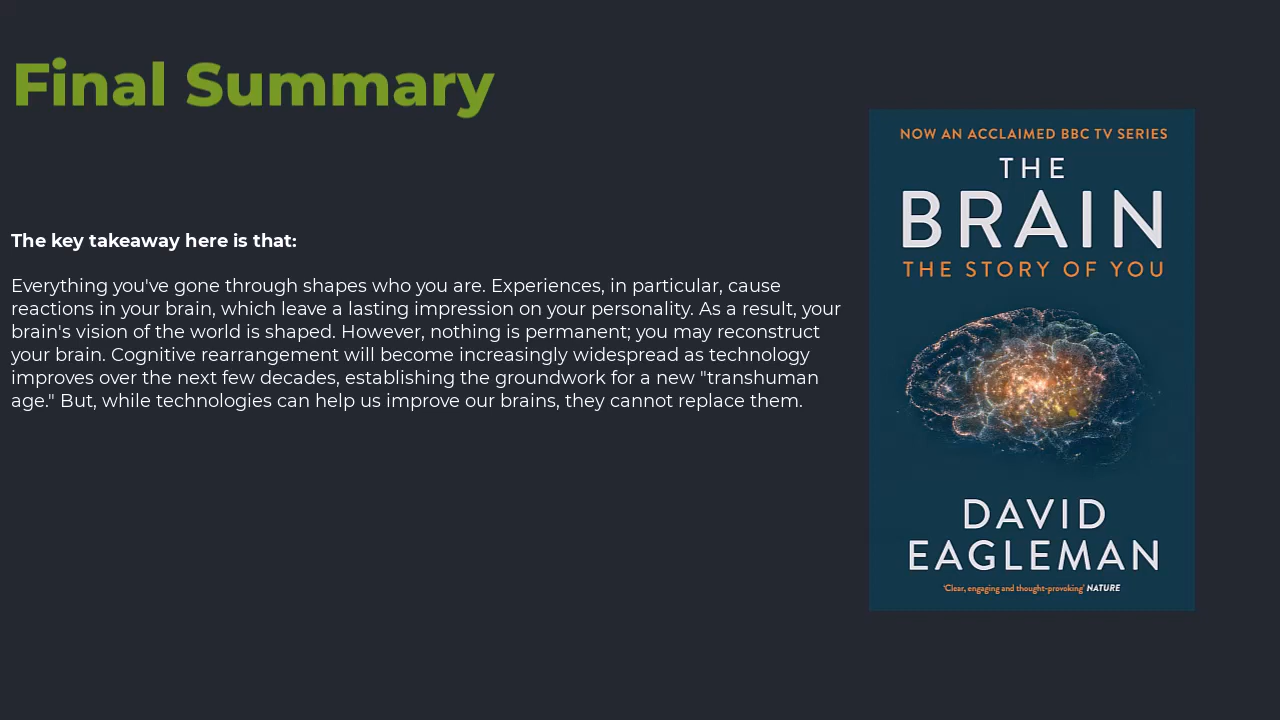 Final Summary
The key takeaway here is that:
Everything you've gone through shapes who you are. Experiences, in particular, cause
reactions in your brain, which leave a lasting impression on your personality. As a result, your
brain's vision of the world is shaped. However, nothing is permanent; you may reconstruct
your brain. Cognitive rearrangement will become increasingly widespread as technology
improves over the next few decades, establishing the groundwork for a new "transhuman
age." But, while technologies can help us improve our brains, they cannot replace them.
NOW AN ACCLAIMED BBC TV SERIES
THE
BRAIN
THE STORY OF YOU
DAVID
EAGLEMAN
'Clear, engaging and thought-provoking' NATURE